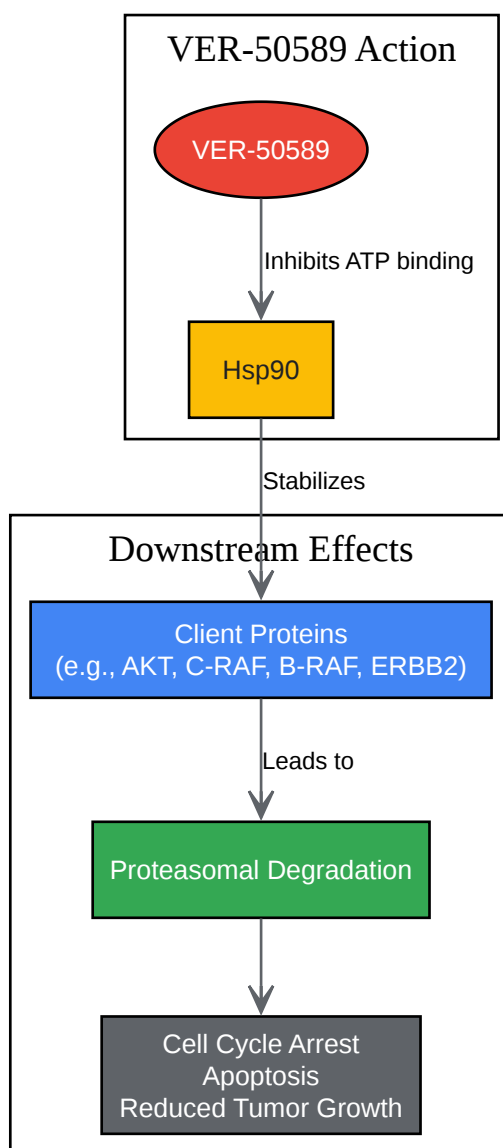 VER-50589 Action
VER-50589
Inhibits ATP binding
Hsp90
Stabilizes
Downstream Effects
Client Proteins
(e.g., AKT, C-RAF, B-RAF, ERBB2)
Leads to
Proteasomal Degradation
Cell Cycle Arrest
Apoptosis
Reduced Tumor Growth